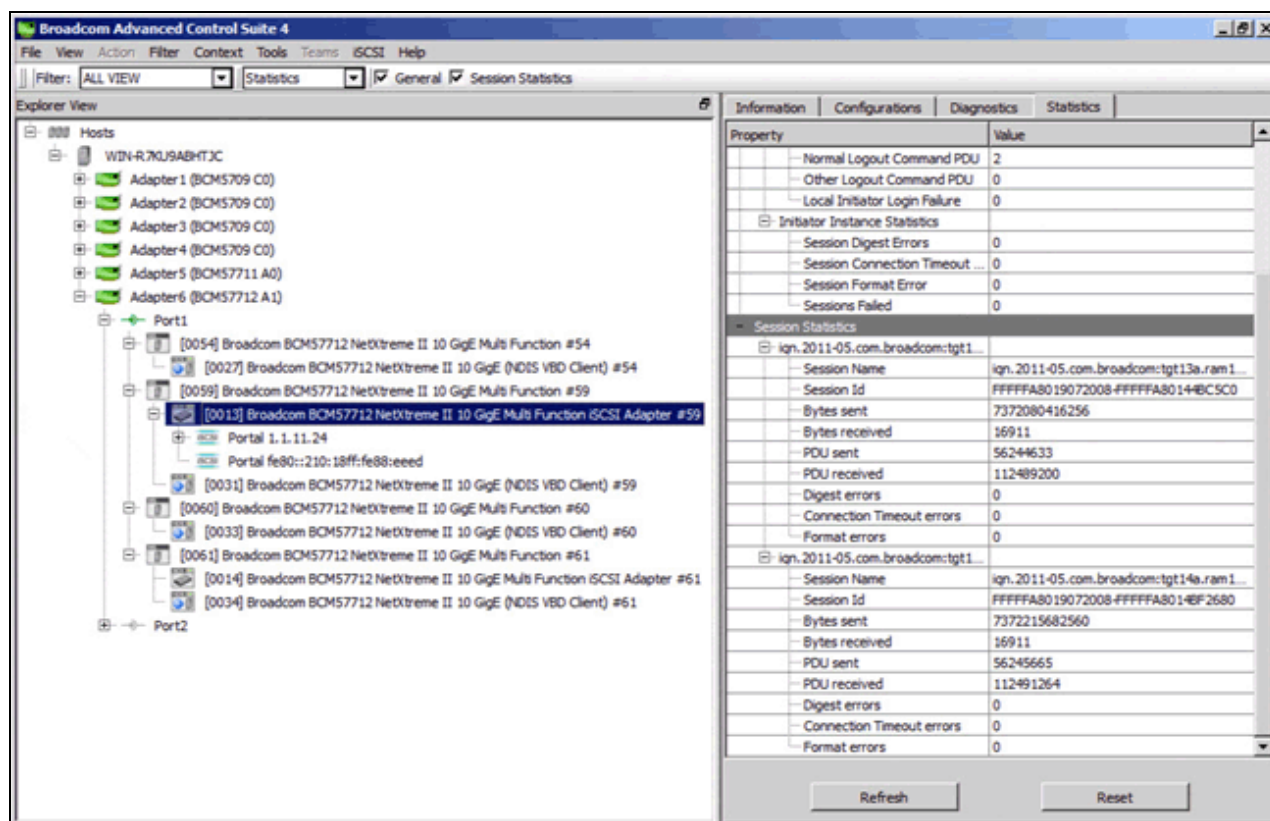 Broadcom Advanced Control Suite 4
File View Action Filter Context Tools Teams iSCSI Help
Filter: ALL VIEW Statistics General Session Statistics
Explorer View
Hosts
WIN-R7KU9ABHTJC
Adapter1 (BCM5709 C0)
Adapter2 (BCM5709 C0)
Adapter3 (BCM5709 C0)
Adapter4 (BCM5709 C0)
Adapter5 (BCM57711 A0)
Adapter6 (BCM57712 A1)
Port1
[0054] Broadcom BCM57712 NetXtreme II 10 GigE Multi Function #54
[0027] Broadcom BCM57712 NetXtreme II 10 GigE (NDIS VBD Client) #54
[0059] Broadcom BCM57712 NetXtreme II 10 GigE Multi Function #59
[0013] Broadcom BCM57712 NetXtreme II 10 GigE Multi Function iSCSI Adapter #59
Portal 1.1.11.24
Portal fe80::210:18ff:fe88:eeed
[0031] Broadcom BCM57712 NetXtreme II 10 GigE (NDIS VBD Client) #59
[0060] Broadcom BCM57712 NetXtreme II 10 GigE Multi Function #60
[0033] Broadcom BCM57712 NetXtreme II 10 GigE (NDIS VBD Client) #60
[0061] Broadcom BCM57712 NetXtreme II 10 GigE Multi Function #61
[0014] Broadcom BCM57712 NetXtreme II 10 GigE Multi Function iSCSI Adapter #61
[0034] Broadcom BCM57712 NetXtreme II 10 GigE (NDIS VBD Client) #61
Port2
Information Configurations Diagnostics Statistics
Property Value
Normal Logout Command PDU 2
Other Logout Command PDU 0
Local Initiator Login Failure 0
Initiator Instance Statistics
Session Digest Errors 0
Session Connection Timeout ... 0
Session Format Error 0
Sessions Failed 0
Session Statistics
iqn.2011-05.com.broadcom:tgt1...
Session Name iqn.2011-05.com.broadcom:tgt13a.ram1...
Session Id FFFFFA8019072008-FFFFFA80144BC5C0
Bytes sent 7372080416256
Bytes received 16911
PDU sent 56244633
PDU received 112489200
Digest errors 0
Connection Timeout errors 0
Format errors 0
iqn.2011-05.com.broadcom:tgt1...
Session Name iqn.2011-05.com.broadcom:tgt14a.ram1...
Session Id FFFFFA8019072008-FFFFFA8014BF2680
Bytes sent 7372215682560
Bytes received 16911
PDU sent 56245665
PDU received 112491264
Digest errors 0
Connection Timeout errors 0
Format errors 0
Refresh Reset